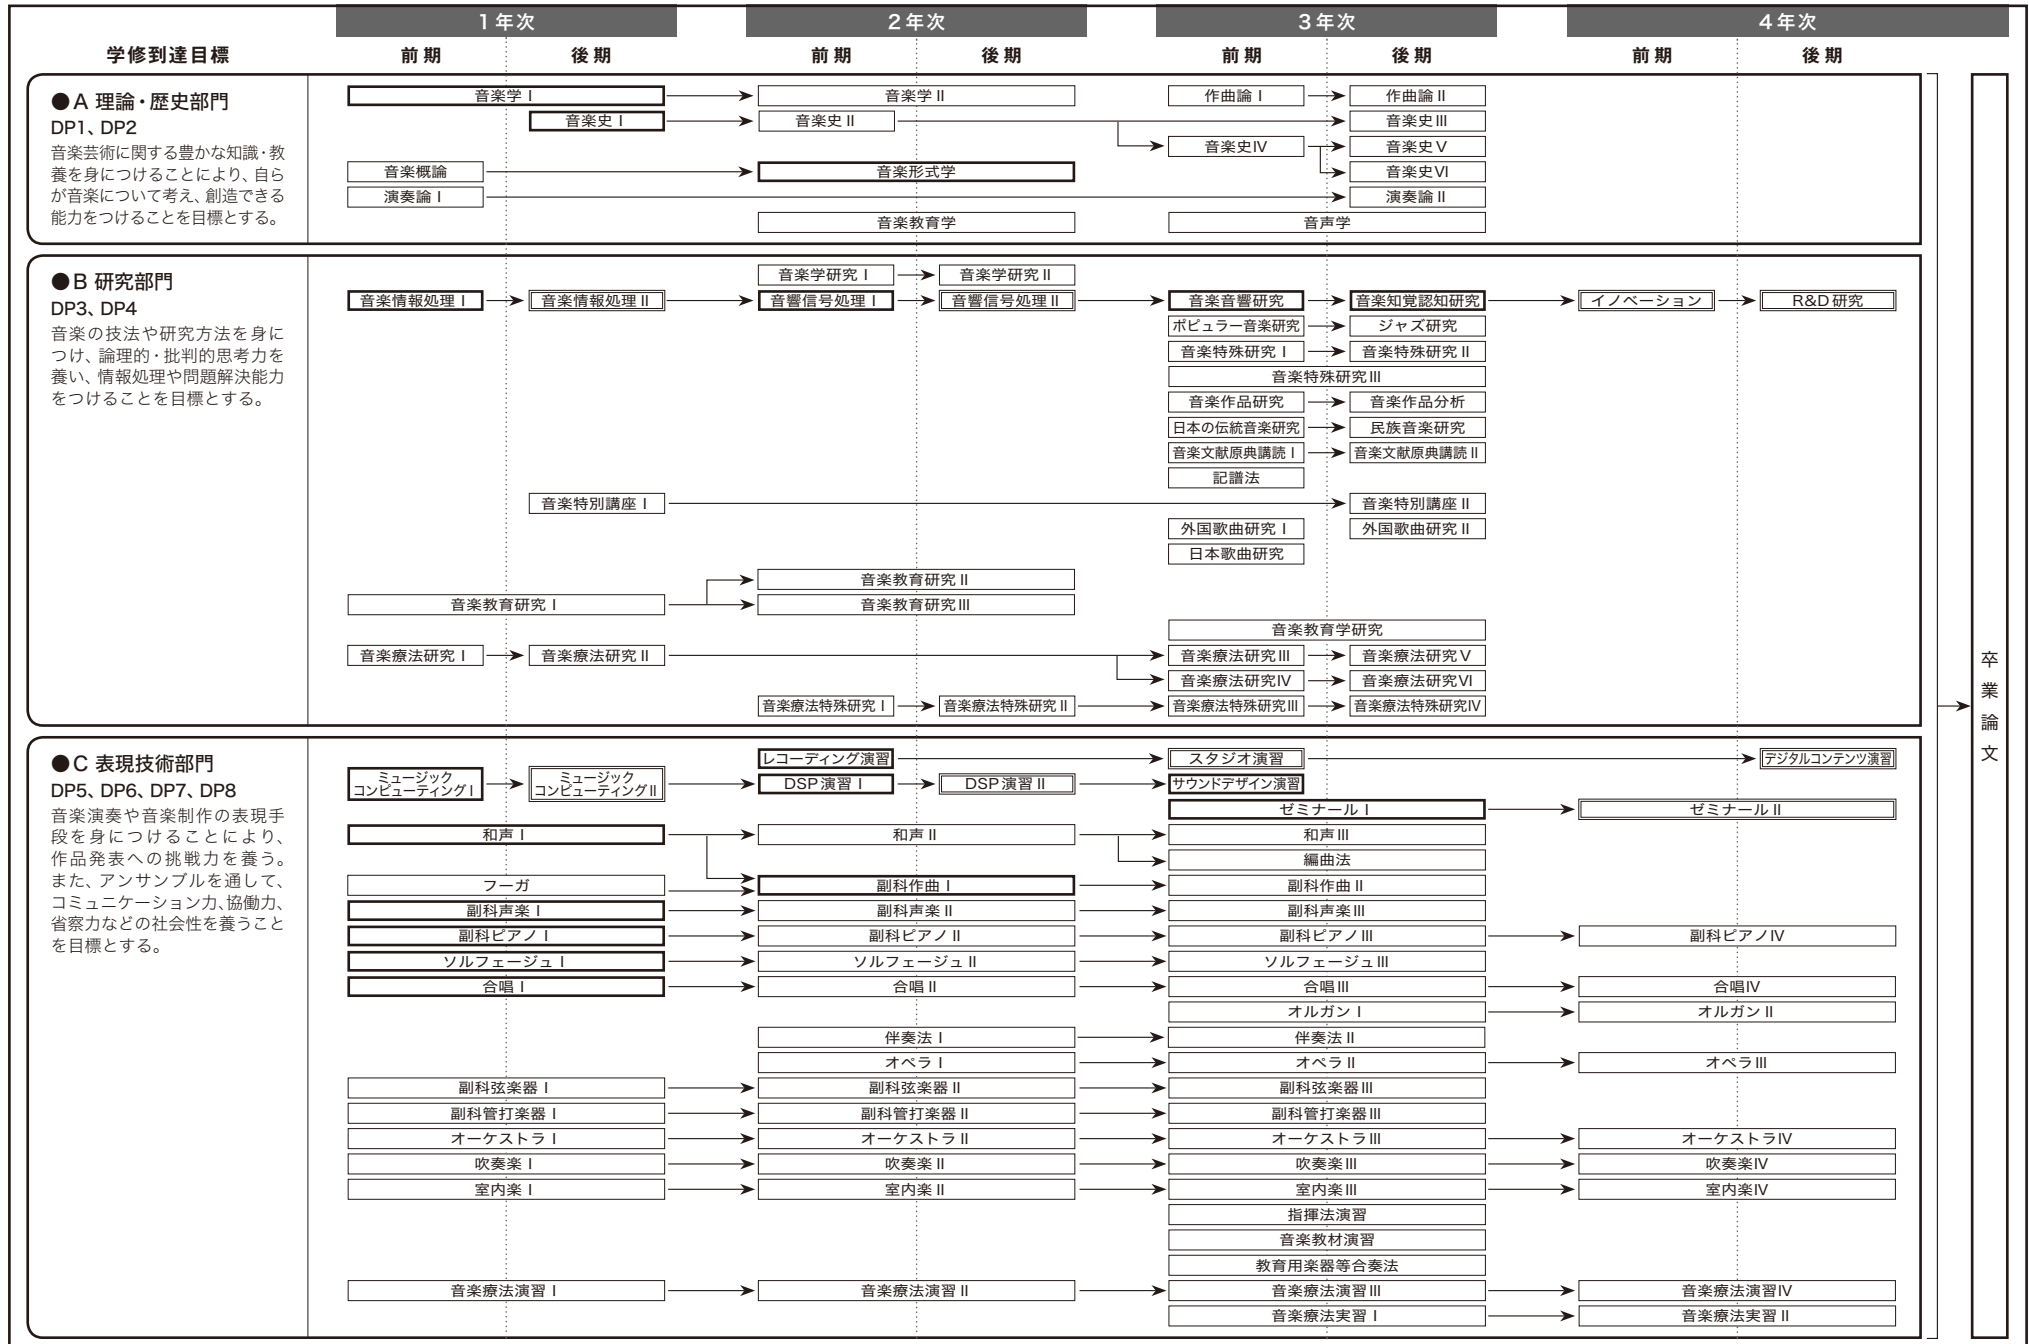 1年次 2年次 3年次 4年次
学修到達目標 前期 後期 前期 後期 前期 後期 前期 後期
●A 理論・歴史部門
DP1、DP2
音楽芸術に関する豊かな知識・教
養を身につけることにより、自ら
が音楽について考え、創造できる
能力をつけることを目標とする。
音楽学Ⅰ 音楽学Ⅱ 作曲論Ⅰ 作曲論Ⅱ
音楽史Ⅰ 音楽史Ⅱ 音楽史Ⅲ
音楽史Ⅳ 音楽史Ⅴ
音楽概論 音楽形式学 音楽史Ⅵ
演奏論Ⅰ 演奏論Ⅱ
音楽教育学 音声学
●B 研究部門
DP3、DP4
音楽の技法や研究方法を身に
つけ、論理的・批判的思考力を
養い、情報処理や問題解決能力
をつけることを目標とする。
音楽学研究Ⅰ 音楽学研究Ⅱ
音楽情報処理Ⅰ 音楽情報処理Ⅱ 音響信号処理Ⅰ 音響信号処理Ⅱ 音楽音響研究 音楽知覚認知研究 イノベーション R&D研究
ポピュラー音楽研究 ジャズ研究
音楽特殊研究Ⅰ 音楽特殊研究Ⅱ
音楽特殊研究Ⅲ
音楽作品研究 音楽作品分析
日本の伝統音楽研究 民族音楽研究
音楽文献原典講読Ⅰ 音楽文献原典講読Ⅱ
記譜法
音楽特別講座Ⅰ 音楽特別講座Ⅱ
外国歌曲研究Ⅰ 外国歌曲研究Ⅱ
日本歌曲研究
音楽教育研究Ⅱ
音楽教育研究Ⅰ 音楽教育研究Ⅲ
音楽教育学研究
音楽療法研究Ⅰ 音楽療法研究Ⅱ 音楽療法研究Ⅲ 音楽療法研究Ⅴ
音楽療法研究Ⅳ 音楽療法研究Ⅵ
音楽療法特殊研究Ⅰ 音楽療法特殊研究Ⅱ 音楽療法特殊研究Ⅲ 音楽療法特殊研究Ⅳ
●C 表現技術部門
DP5、DP6、DP7、DP8
音楽演奏や音楽制作の表現手
段を身につけることにより、
作品発表への挑戦力を養う。
また、アンサンブルを通して、
コミュニケーション力、協働力、
省察力などの社会性を養うこと
を目標とする。
レコーディング演習 スタジオ演習 デジタルコンテンツ演習
ミュージック
コンピューティングⅠ
ミュージック
コンピューティングⅡ
DSP演習Ⅰ DSP演習Ⅱ サウンドデザイン演習
ゼミナールⅠ ゼミナールⅡ
和声Ⅰ 和声Ⅱ 和声Ⅲ
編曲法
フーガ 副科作曲Ⅰ 副科作曲Ⅱ
副科声楽Ⅰ 副科声楽Ⅱ 副科声楽Ⅲ
副科ピアノⅠ 副科ピアノⅡ 副科ピアノⅢ 副科ピアノⅣ
ソルフェージュⅠ ソルフェージュⅡ ソルフェージュⅢ
合唱Ⅰ 合唱Ⅱ 合唱Ⅲ 合唱Ⅳ
オルガンⅠ オルガンⅡ
伴奏法Ⅰ 伴奏法Ⅱ
オペラⅠ オペラⅡ オペラⅢ
副科弦楽器Ⅰ 副科弦楽器Ⅱ 副科弦楽器Ⅲ
副科管打楽器Ⅰ 副科管打楽器Ⅱ 副科管打楽器Ⅲ
オーケストラⅠ オーケストラⅡ オーケストラⅢ オーケストラⅣ
吹奏楽Ⅰ 吹奏楽Ⅱ 吹奏楽Ⅲ 吹奏楽Ⅳ
室内楽Ⅰ 室内楽Ⅱ 室内楽Ⅲ 室内楽Ⅳ
指揮法演習
音楽教材演習
教育用楽器等合奏法
音楽療法演習Ⅰ 音楽療法演習Ⅱ 音楽療法演習Ⅲ 音楽療法演習Ⅳ
音楽療法実習Ⅰ 音楽療法実習Ⅱ
卒業論文